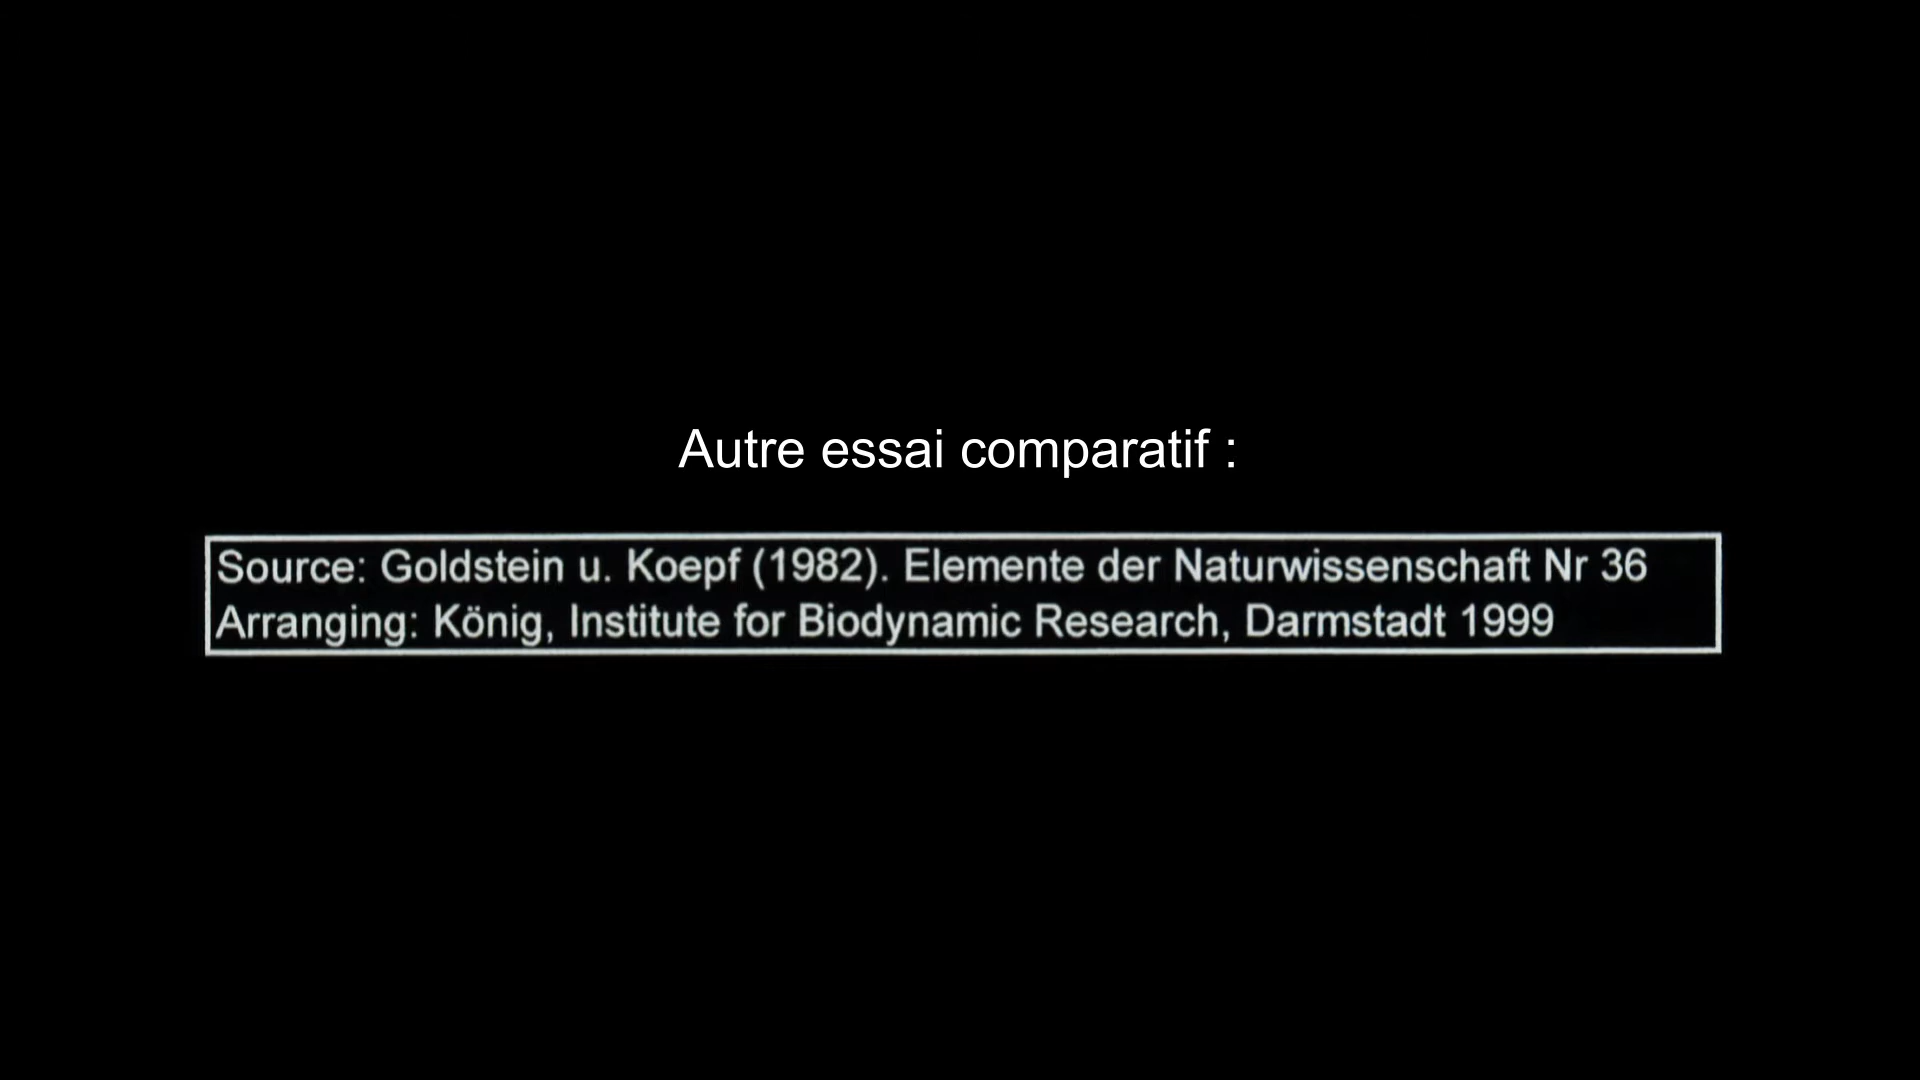 Autre essai comparatif :
Source: Goldstein u. Koepf (1982). Elemente der Naturwissenschaft Nr 36
Arranging: König, Institute for Biodynamic Research, Darmstadt 1999